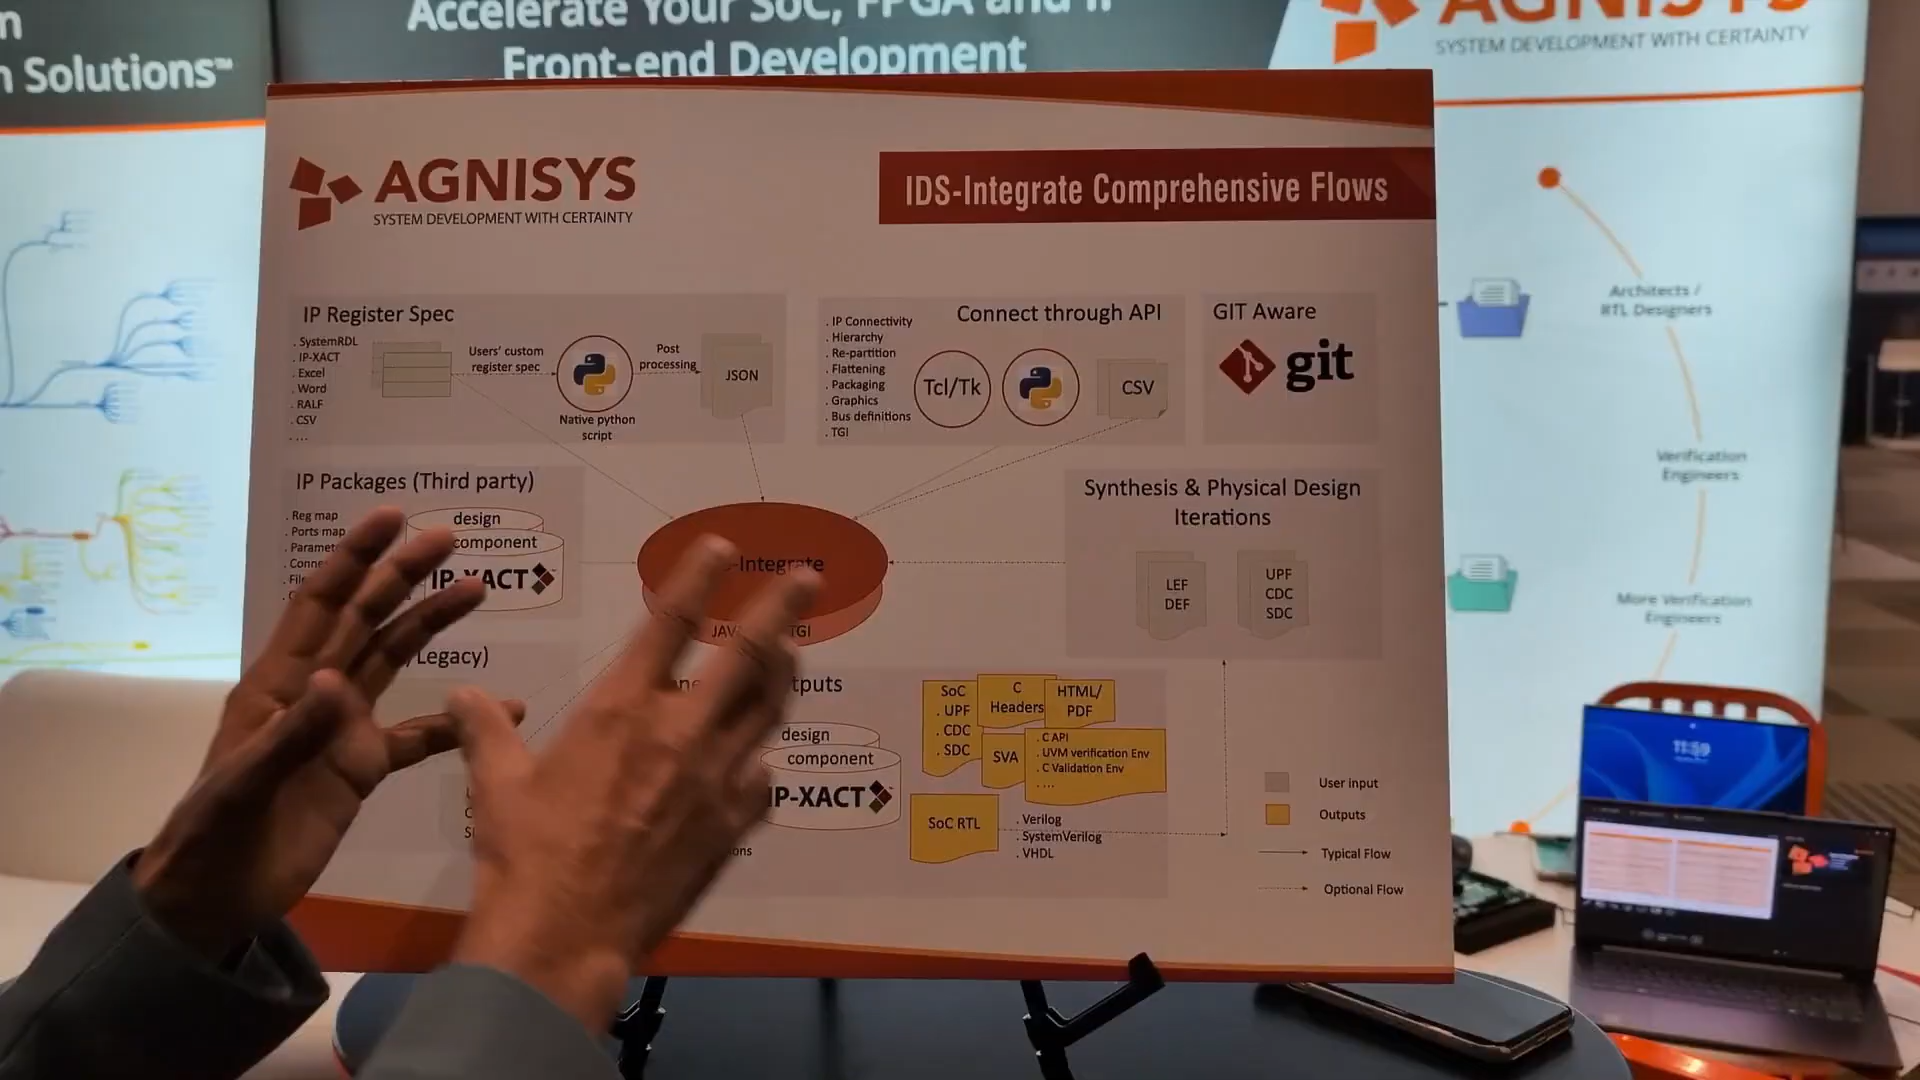 Accelerate Your SoC, FPGA and IP
Front-end Development
Solutions™
AGNISYS
SYSTEM DEVELOPMENT WITH CERTAINTY
AGNISYS
SYSTEM DEVELOPMENT WITH CERTAINTY
IDS-Integrate Comprehensive Flows
IP Register Spec
. SystemRDL
. IP-XACT
. Excel
. Word
. RALF
. CSV
. ...
Users' custom
register spec
Native python
script
Post
processing
JSON
Connect through API
. IP Connectivity
. Hierarchy
. Re-partition
. Flattening
. Packaging
. Graphics
. Bus definitions
. TGI
Tcl/Tk
CSV
GIT Aware
git
IP Packages (Third party)
. Reg map
. Ports map
design
component
IP-XACT
-Integrate
TGI
Synthesis & Physical Design
Iterations
LEF
DEF
UPF
CDC
SDC
Legacy)
design
component
IP-XACT
SoC
. UPF
. CDC
. SDC
C
Headers
HTML/
PDF
SVA
. C API
. UVM verification Env
. C Validation Env
. ...
SoC RTL
. Verilog
. SystemVerilog
. VHDL
User input
Outputs
Typical Flow
Optional Flow
Architects /
RTL Designers
Verification
Engineers
More Verification
Engineers
11:59